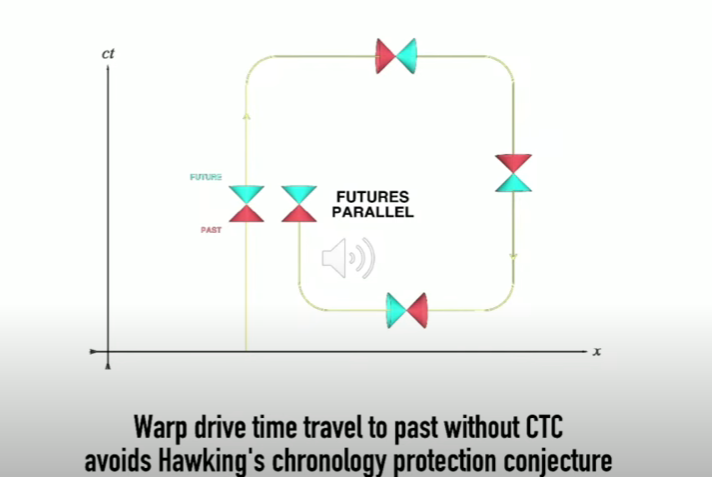 ct
FUTURE
PAST
FUTURES
PARALLEL
x
Warp drive time travel to past without CTC
avoids Hawking's chronology protection conjecture